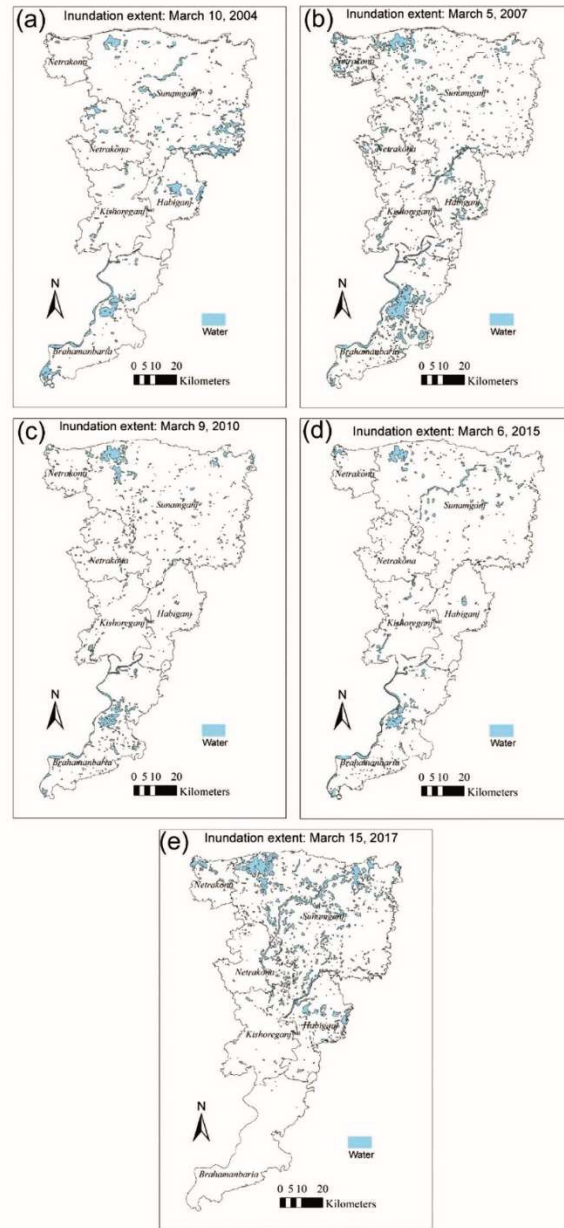 (a) Inundation extent: March 10, 2004
Netrakona
Sunamganj
Netrakona
Habiganj
Kishoreganj
N
Water
Brahamanbaria
0 5 10 20
Kilometers
(b) Inundation extent: March 5, 2007
Netrakona
Sunamganj
Netrakona
Habiganj
Kishoreganj
N
Water
Brahamanbaria
0 5 10 20
Kilometers
(c) Inundation extent: March 9, 2010
Netrakona
Sunamganj
Netrakona
Habiganj
Kishoreganj
N
Water
Brahamanbaria
0 5 10 20
Kilometers
(d) Inundation extent: March 6, 2015
Netrakona
Sunamganj
Netrakona
Habiganj
Kishoreganj
N
Water
Brahamanbaria
0 5 10 20
Kilometers
(e) Inundation extent: March 15, 2017
Netrakona
Sunamganj
Netrakona
Habiganj
Kishoreganj
N
Water
Brahamanbaria
0 5 10 20
Kilometers